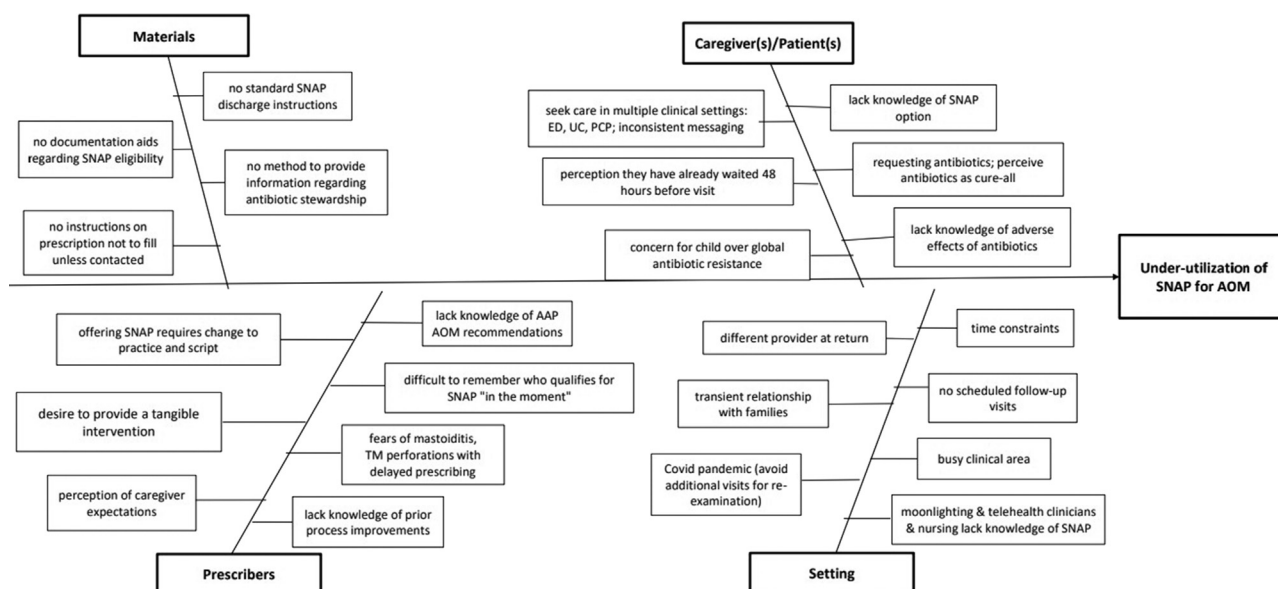 Materials
no standard SNAP
discharge instructions
no documentation aids
regarding SNAP eligibility
no method to provide
information regarding
antibiotic stewardship
no instructions on
prescription not to fill
unless contacted
Caregiver(s)/Patient(s)
seek care in multiple clinical settings:
ED, UC, PCP; inconsistent messaging
lack knowledge of SNAP
option
perception they have already waited 48
hours before visit
requesting antibiotics; perceive
antibiotics as cure-all
concern for child over global
antibiotic resistance
lack knowledge of adverse
effects of antibiotics
Under-utilization of
SNAP for AOM
offering SNAP requires change to
practice and script
lack knowledge of AAP
AOM recommendations
difficult to remember who qualifies for
SNAP "in the moment"
desire to provide a tangible
intervention
fears of mastoiditis,
TM perforations with
delayed prescribing
perception of caregiver
expectations
lack knowledge of prior
process improvements
Prescribers
different provider at return
time constraints
transient relationship
with families
no scheduled follow-up
visits
busy clinical area
Covid pandemic (avoid
additional visits for re-
examination)
moonlighting & telehealth clinicians
& nursing lack knowledge of SNAP
Setting